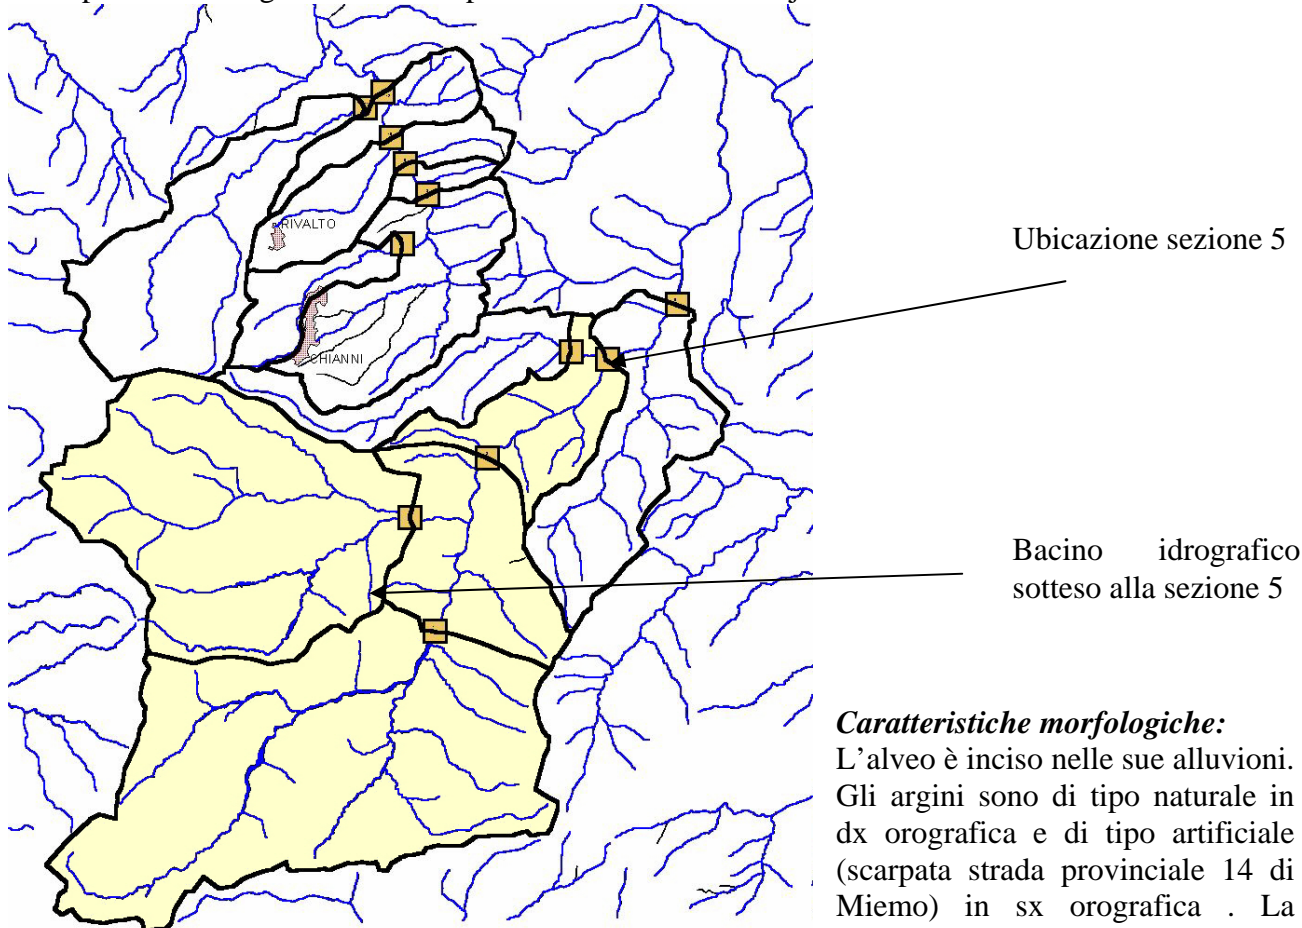 RIVALTO
CHIANNI
Ubicazione sezione 5
Bacino idrografico
sotteso alla sezione 5
Caratteristiche morfologiche:
L’alveo è inciso nelle sue alluvioni.
Gli argini sono di tipo naturale in
dx orografica e di tipo artificiale
(scarpata strada provinciale 14 di
Miemo) in sx orografica . La